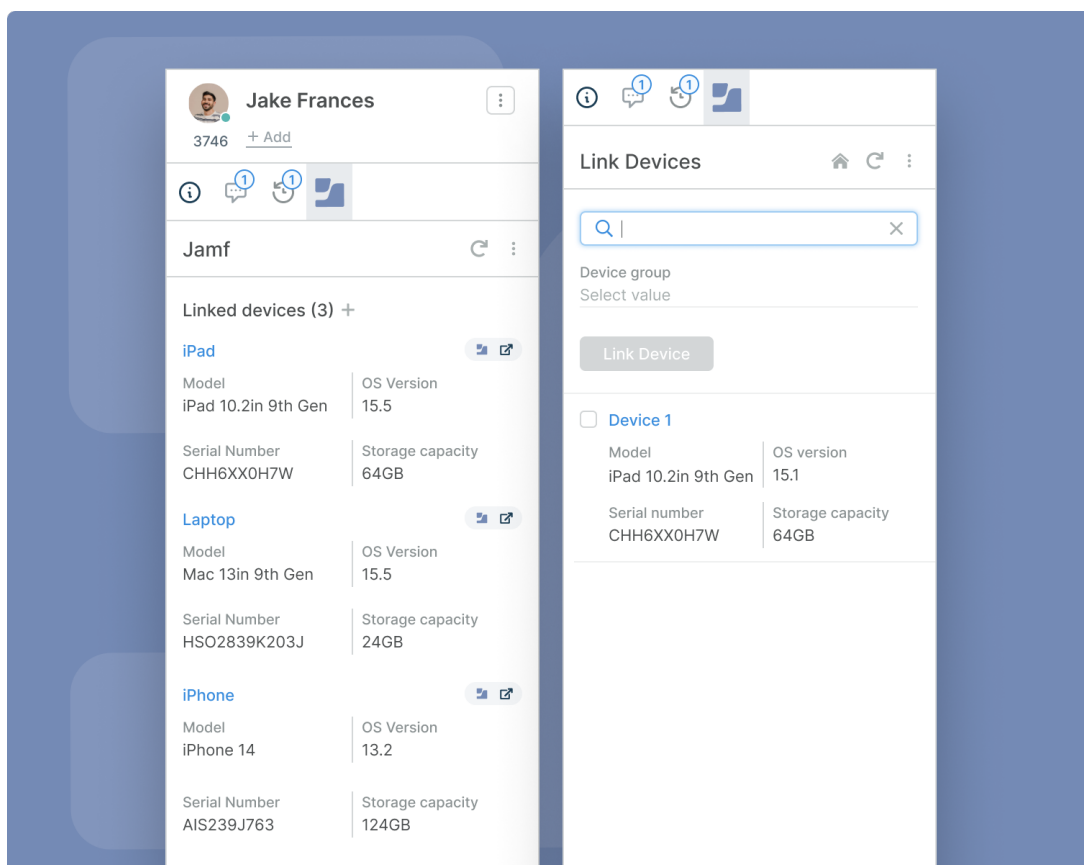 Jake Frances
3746 + Add
1 1
Jamf
Linked devices (3) +
iPad
Model OS Version
iPad 10.2in 9th Gen 15.5
Serial Number Storage capacity
CHH6XX0H7W 64GB
Laptop
Model OS Version
Mac 13in 9th Gen 15.5
Serial Number Storage capacity
HSO2839K203J 24GB
iPhone
Model OS Version
iPhone 14 13.2
Serial Number Storage capacity
AIS239J763 124GB
1 1
Link Devices
Device group
Select value
Link Device
Device 1
Model OS version
iPad 10.2in 9th Gen 15.1
Serial number Storage capacity
CHH6XX0H7W 64GB